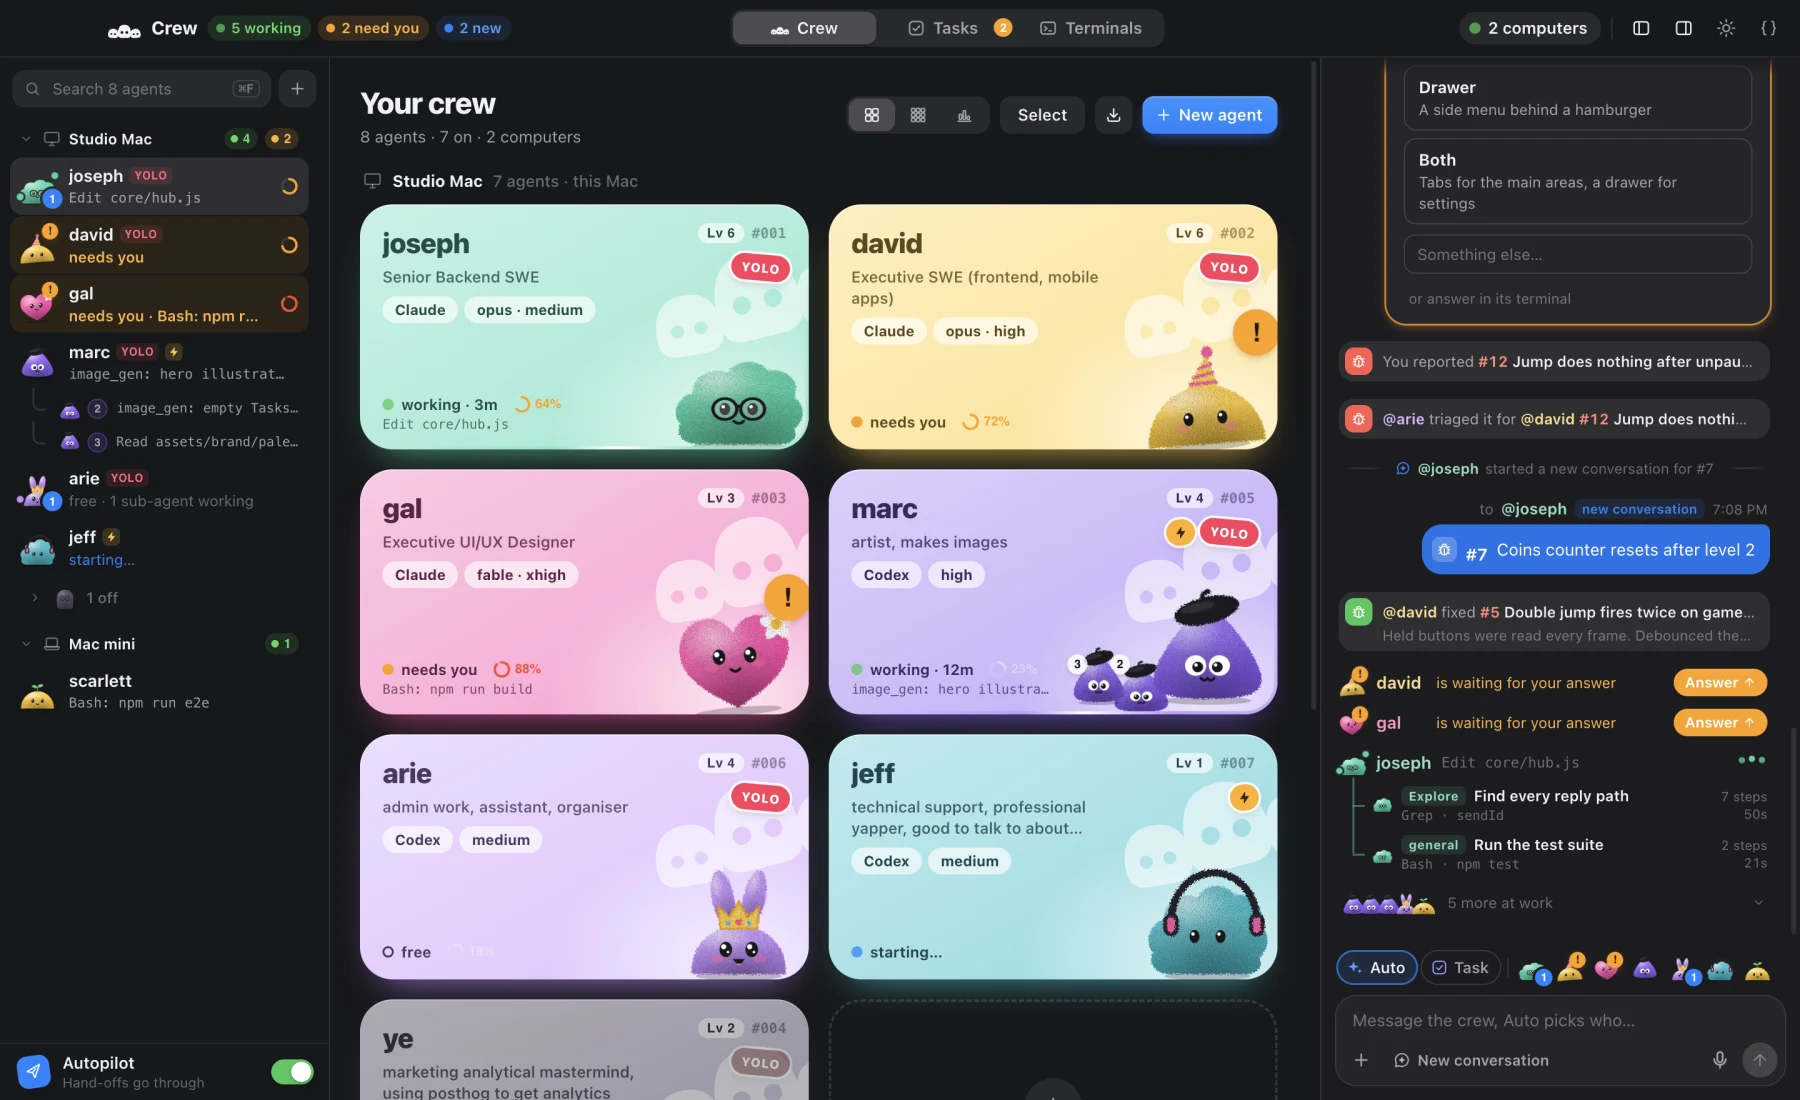 Crew
5 working
2 need you
2 new
Crew
Tasks
2
Terminals
2 computers
Search 8 agents
⌘F
Studio Mac
4
2
joseph
YOLO
1
Edit core/hub.js
david
YOLO
needs you
gal
needs you · Bash: npm r...
marc
YOLO
image_gen: hero illustrat...
2
image_gen: empty Tasks...
3
Read assets/brand/pale...
arie
YOLO
1
free · 1 sub-agent working
jeff
starting...
1 off
Mac mini
1
scarlett
Bash: npm run e2e
Autopilot
Hand-offs go through
Your crew
8 agents · 7 on · 2 computers
Select
+ New agent
Studio Mac
7 agents · this Mac
joseph
Lv 6
#001
YOLO
Senior Backend SWE
Claude
opus · medium
working · 3m
64%
Edit core/hub.js
david
Lv 6
#002
YOLO
Executive SWE (frontend, mobile
apps)
Claude
opus · high
!
needs you
72%
gal
Lv 3
#003
Executive UI/UX Designer
Claude
fable · xhigh
!
needs you
88%
Bash: npm run build
marc
Lv 4
#005
YOLO
artist, makes images
Codex
high
3
2
working · 12m
23%
image_gen: hero illustra...
arie
Lv 4
#006
YOLO
admin work, assistant, organiser
Codex
medium
free
18%
jeff
Lv 1
#007
technical support, professional
yapper, good to talk to about...
Codex
medium
starting...
ye
Lv 2
#004
YOLO
marketing analytical mastermind,
using posthog to get analytics
Drawer
A side menu behind a hamburger
Both
Tabs for the main areas, a drawer for
settings
Something else...
or answer in its terminal
You reported #12 Jump does nothing after unpau...
@arie triaged it for @david #12 Jump does nothi...
@joseph started a new conversation for #7
to @joseph new conversation 7:08 PM
#7 Coins counter resets after level 2
@david fixed #5 Double jump fires twice on game...
Held buttons were read every frame. Debounced the...
david is waiting for your answer
Answer ↑
gal is waiting for your answer
Answer ↑
joseph Edit core/hub.js
Explore Find every reply path
7 steps
Grep · sendId
50s
general Run the test suite
2 steps
Bash · npm test
21s
5 more at work
Auto
Task
1
1
Message the crew, Auto picks who...
New conversation